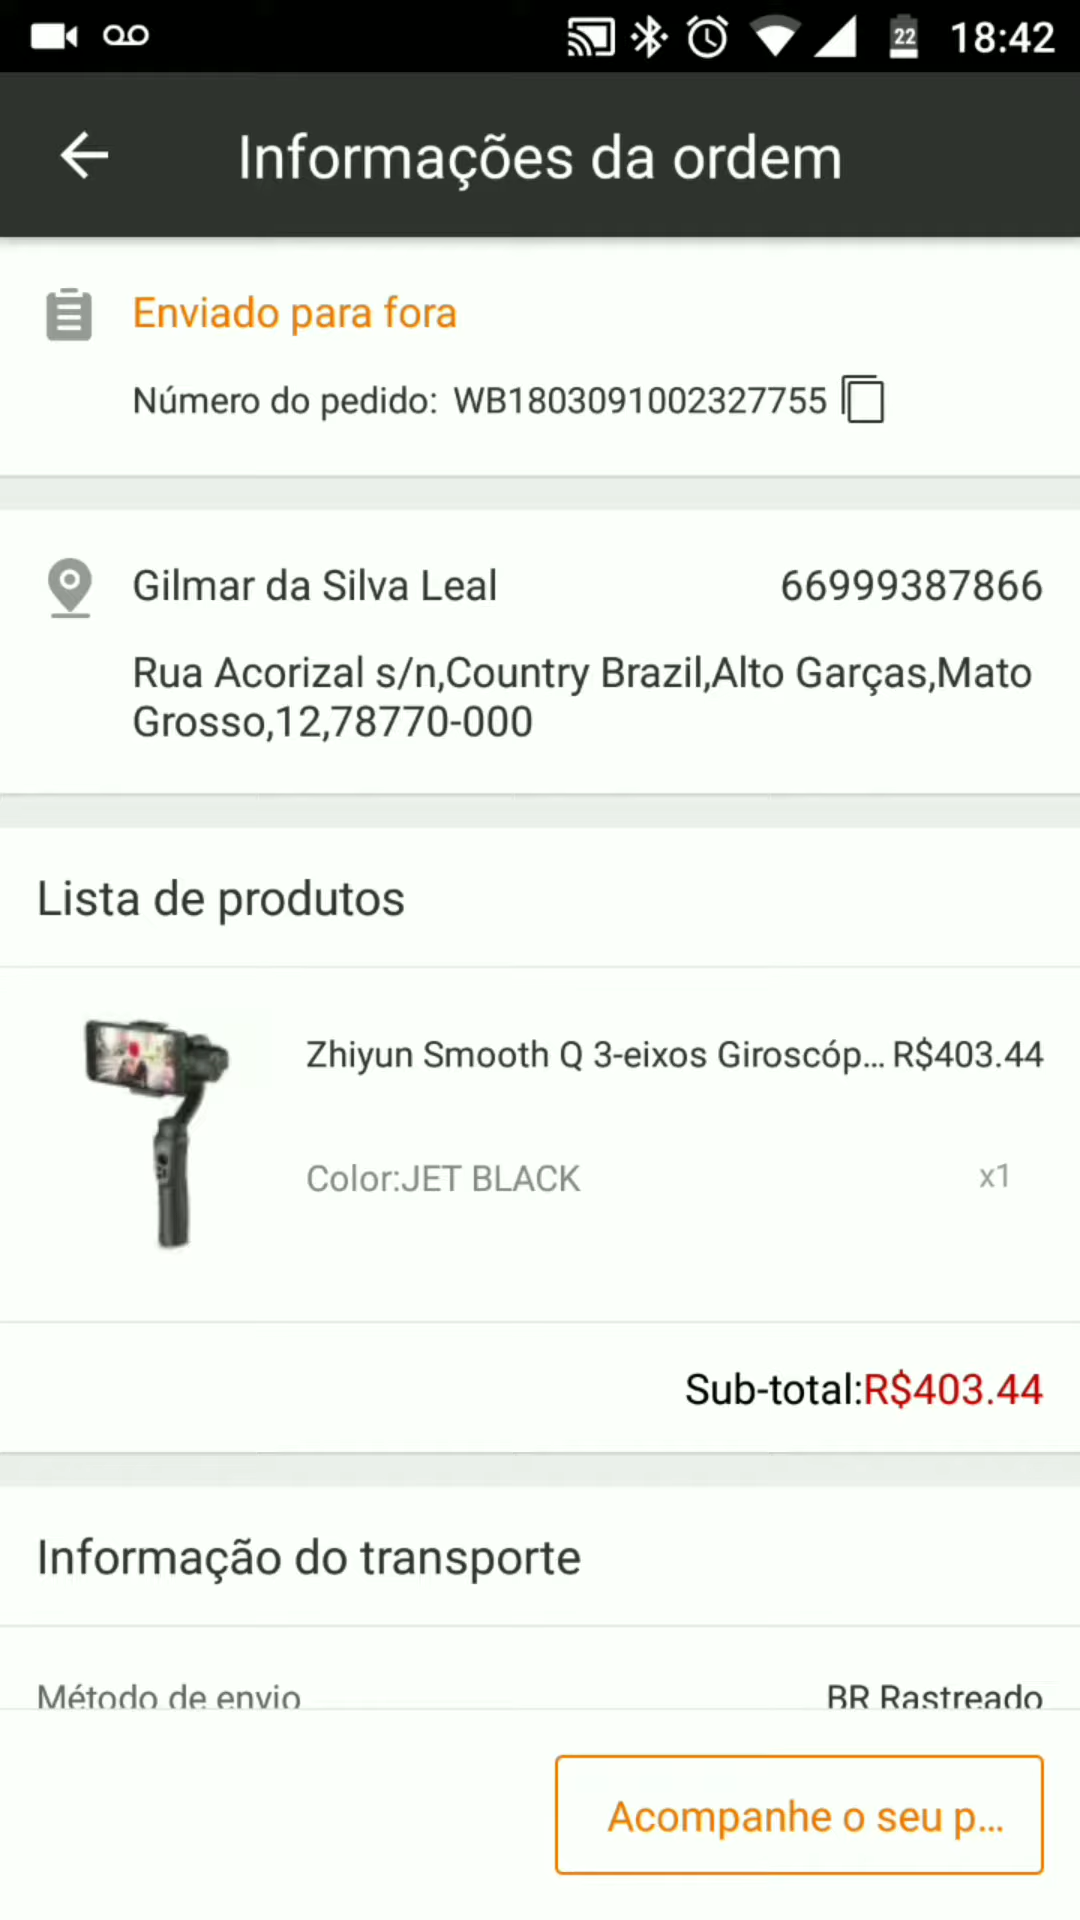 22 18:42
Informações da ordem
Enviado para fora
Número do pedido: WB1803091002327755
Gilmar da Silva Leal 66999387866
Rua Acorizal s/n,Country Brazil,Alto Garças,Mato
Grosso,12,78770-000
Lista de produtos
Zhiyun Smooth Q 3-eixos Giroscóp... R$403.44
Color:JET BLACK x1
Sub-total:R$403.44
Informação do transporte
Método de envio BR Rastreado
Acompanhe o seu p...